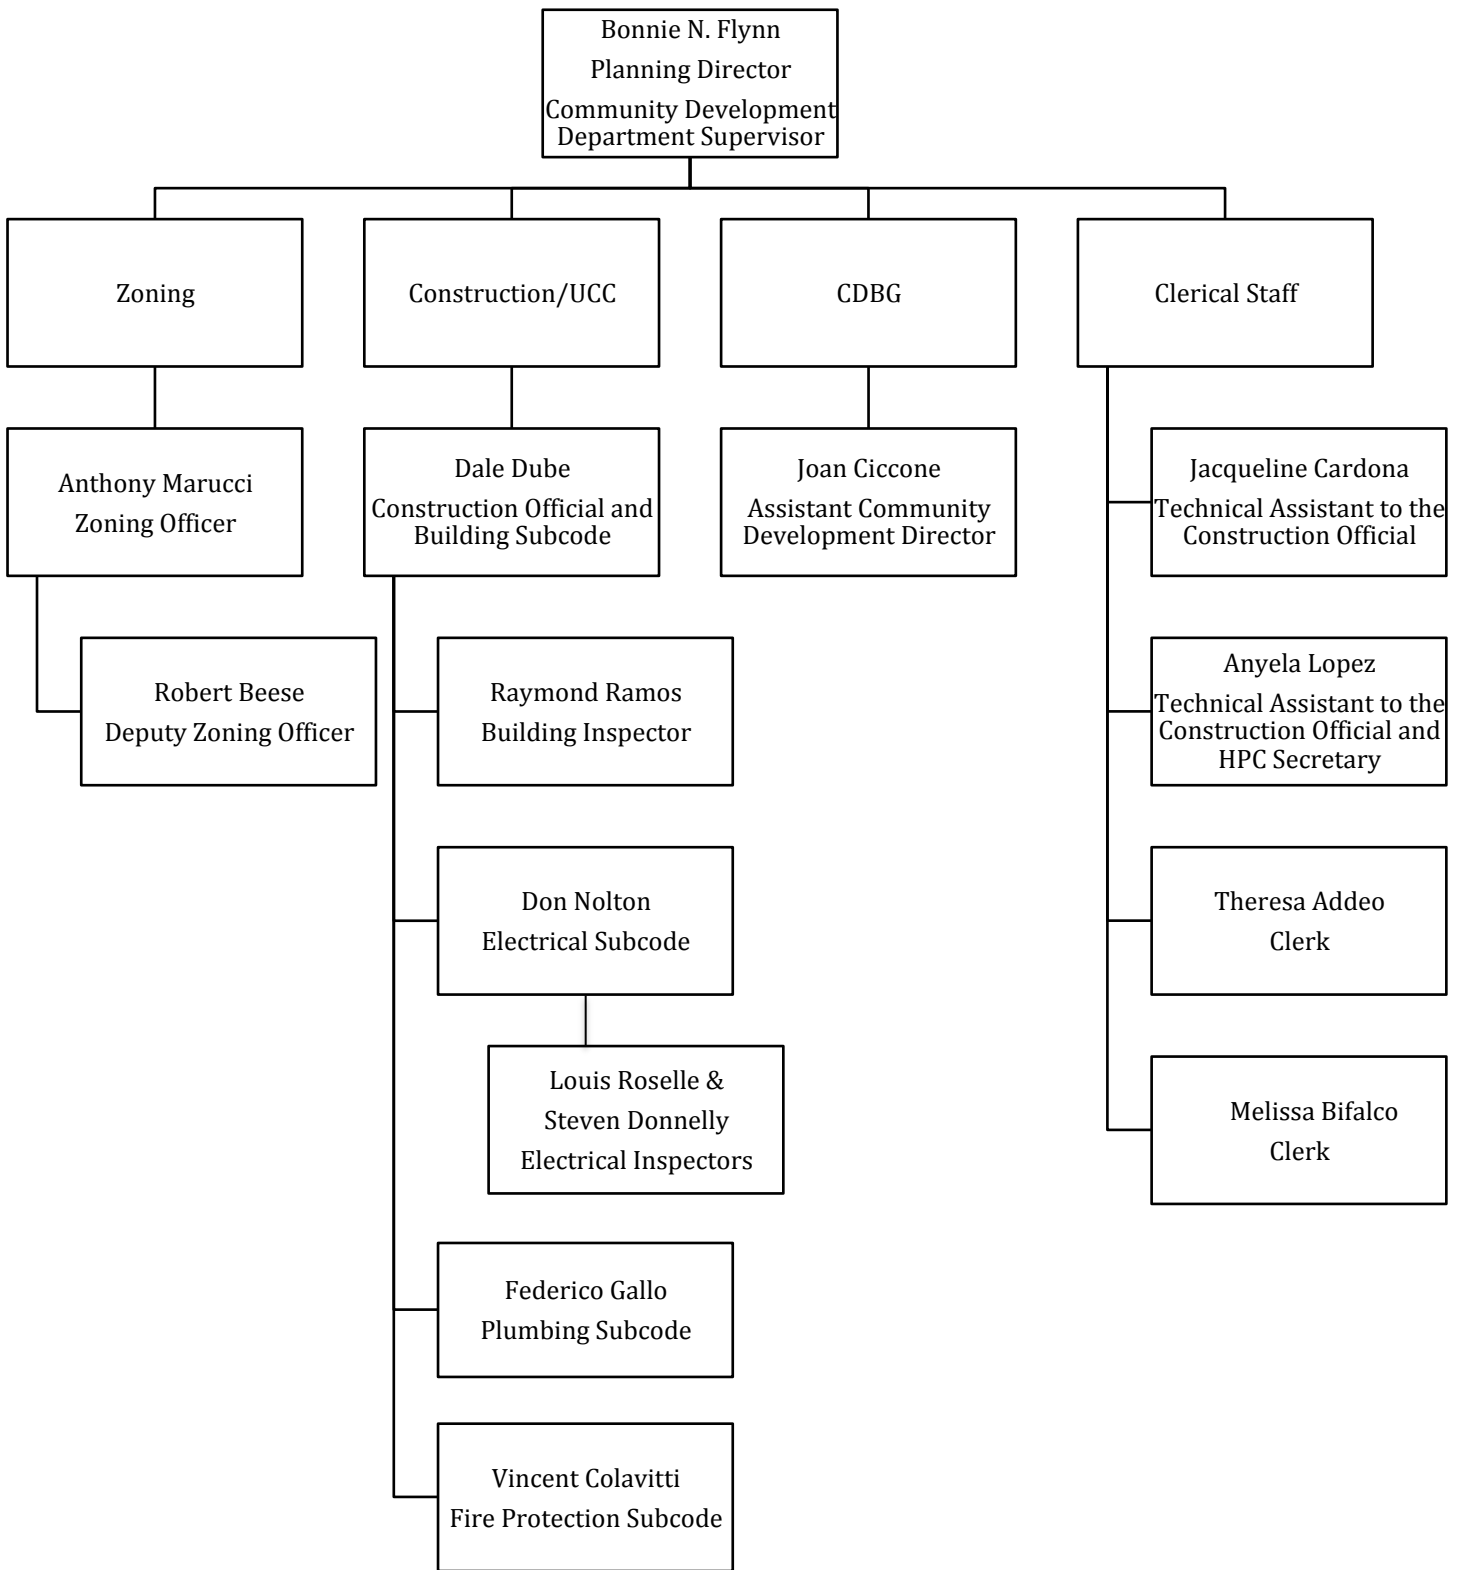 Bonnie N. Flynn
Planning Director
Community Development
Department Supervisor
Zoning
Construction/UCC
CDBG
Clerical Staff
Anthony Marucci
Zoning Officer
Dale Dube
Construction Official and
Building Subcode
Joan Ciccone
Assistant Community
Development Director
Jacqueline Cardona
Technical Assistant to the
Construction Official
Robert Beese
Deputy Zoning Officer
Raymond Ramos
Building Inspector
Anyela Lopez
Technical Assistant to the
Construction Official and
HPC Secretary
Don Nolton
Electrical Subcode
Theresa Addeo
Clerk
Louis Roselle &
Steven Donnelly
Electrical Inspectors
Melissa Bifalco
Clerk
Federico Gallo
Plumbing Subcode
Vincent Colavitti
Fire Protection Subcode